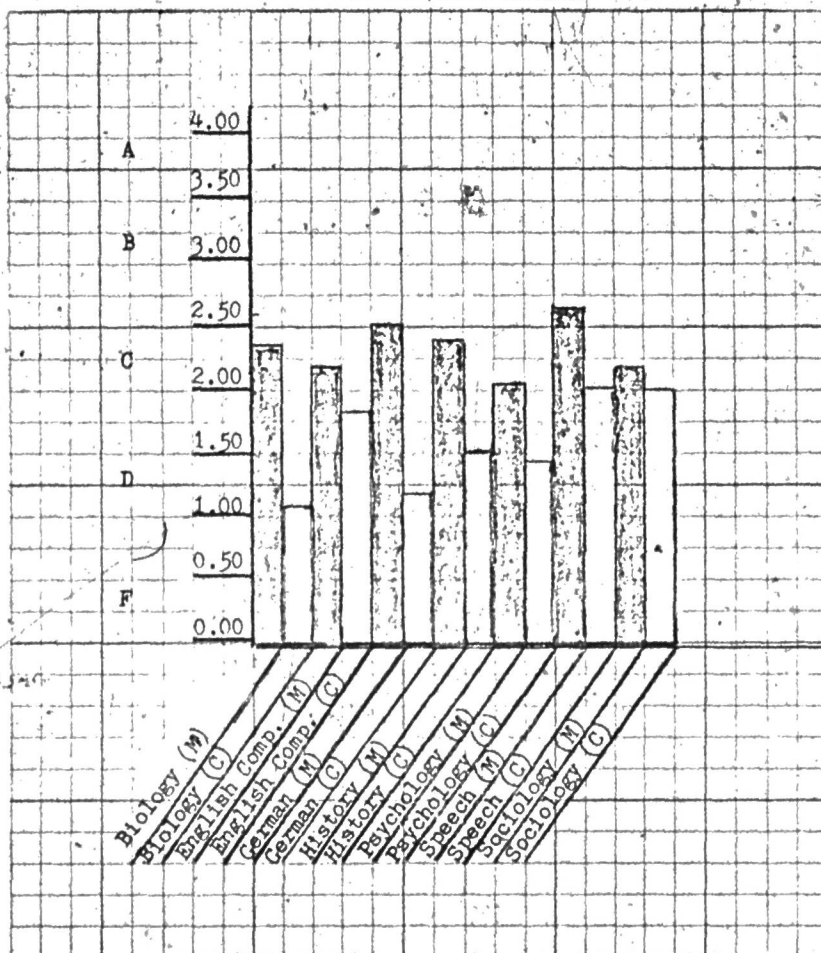 4.00
A
3.50
B
3.00
2.50
C
2.00
1.50
D
1.00
0.50
F
0.00
Biology (M)
Biology (C)
English Comp. (M)
English Comp. (C)
German (M)
German (C)
History (M)
History (C)
Psychology (M)
Psychology (C)
Speech (M)
Speech (C)
Sociology (M)
Sociology (C)